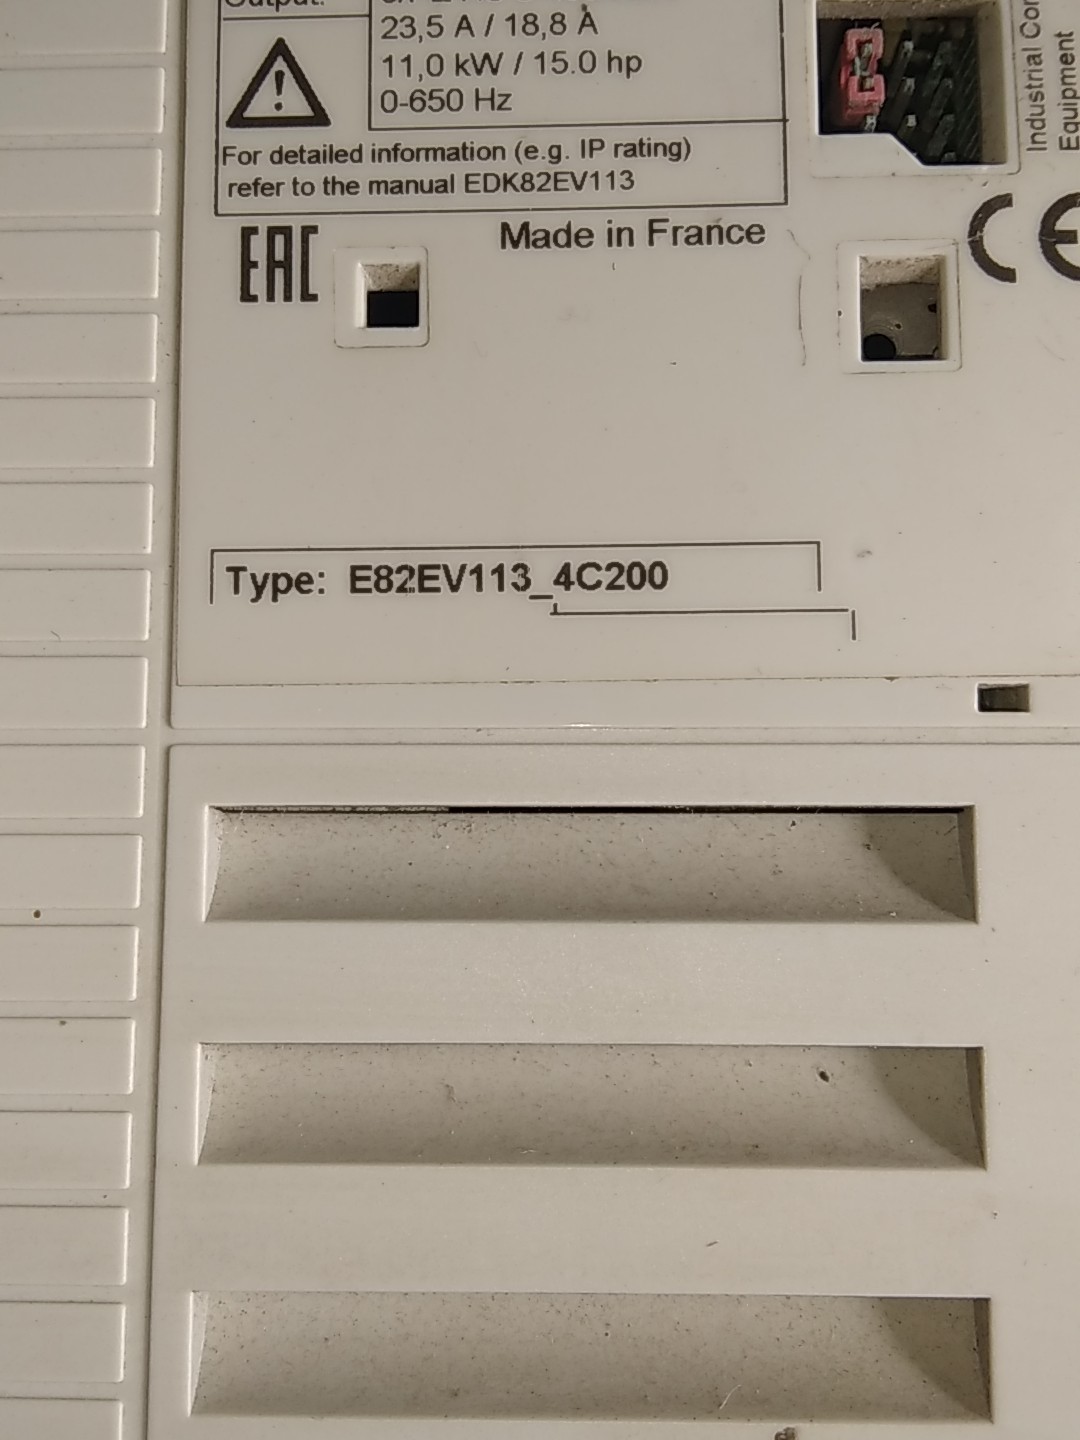 Output:
23,5 A / 18,8 A
11,0 kW / 15.0 hp
0-650 Hz
For detailed information (e.g. IP rating)
refer to the manual EDK82EV113
EAC
Made in France
Industrial
Equipment
CE
Type: E82EV113_4C200